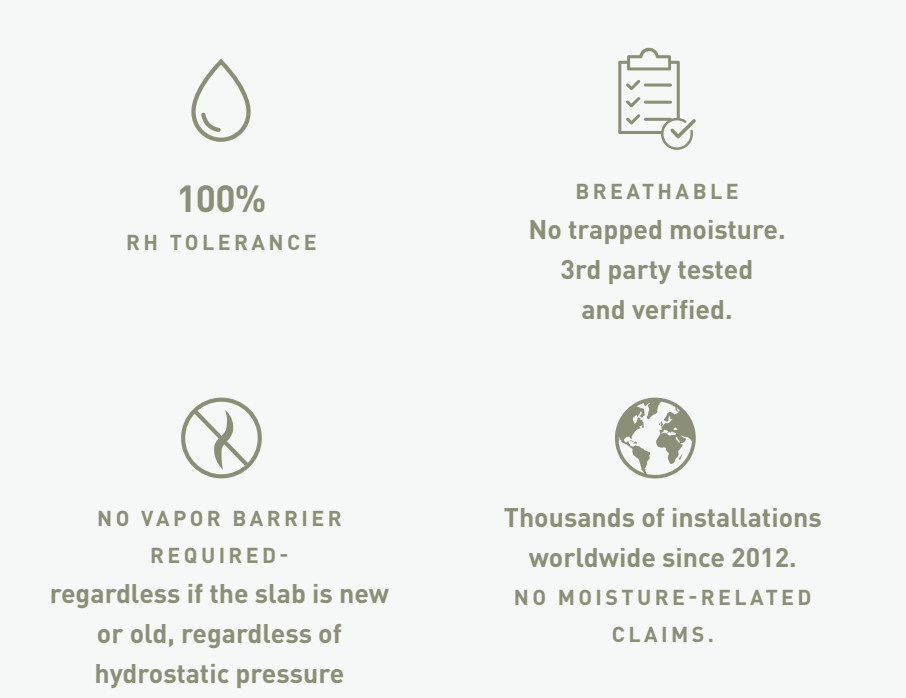 100%
RH TOLERANCE
BREATHABLE
No trapped moisture.
3rd party tested
and verified.
NO VAPOR BARRIER
REQUIRED-
regardless if the slab is new
or old, regardless of
hydrostatic pressure
Thousands of installations
worldwide since 2012.
NO MOISTURE-RELATED
CLAIMS.